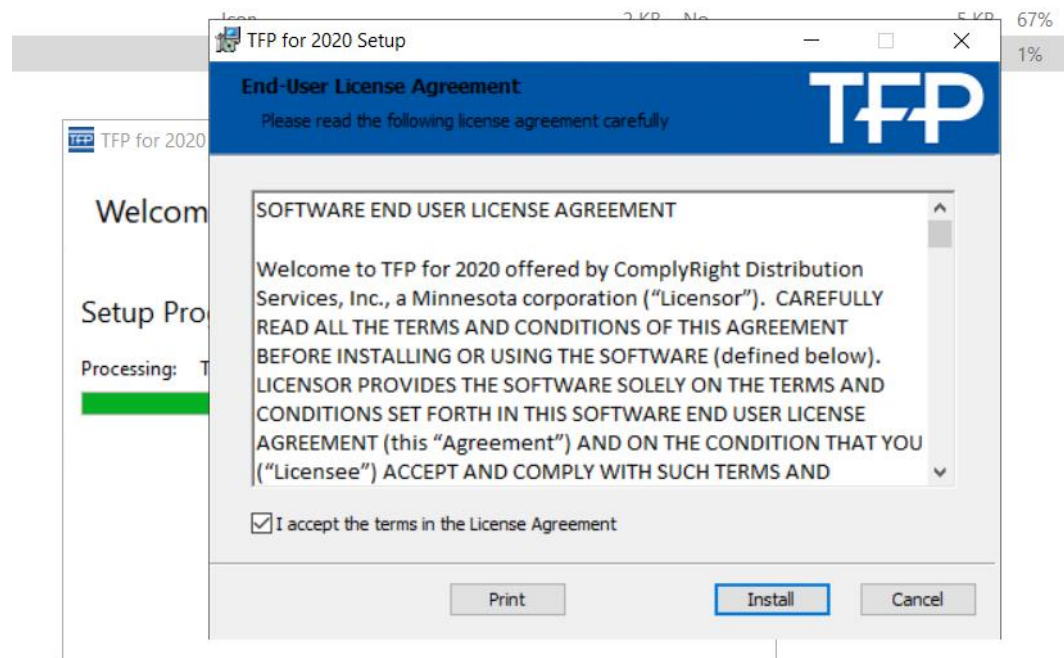 2 KB No 5 KB 67%
1%
TFP for 2020 Setup
End-User License Agreement
Please read the following license agreement carefully
TFP
TFP for 2020
Welcom
Setup Pro
Processing: T
SOFTWARE END USER LICENSE AGREEMENT
Welcome to TFP for 2020 offered by ComplyRight Distribution
Services, Inc., a Minnesota corporation (“Licensor”).  CAREFULLY
READ ALL THE TERMS AND CONDITIONS OF THIS AGREEMENT
BEFORE INSTALLING OR USING THE SOFTWARE (defined below).
LICENSOR PROVIDES THE SOFTWARE SOLELY ON THE TERMS AND
CONDITIONS SET FORTH IN THIS SOFTWARE END USER LICENSE
AGREEMENT (this “Agreement”) AND ON THE CONDITION THAT YOU
(“Licensee”) ACCEPT AND COMPLY WITH SUCH TERMS AND
I accept the terms in the License Agreement
Print Install Cancel